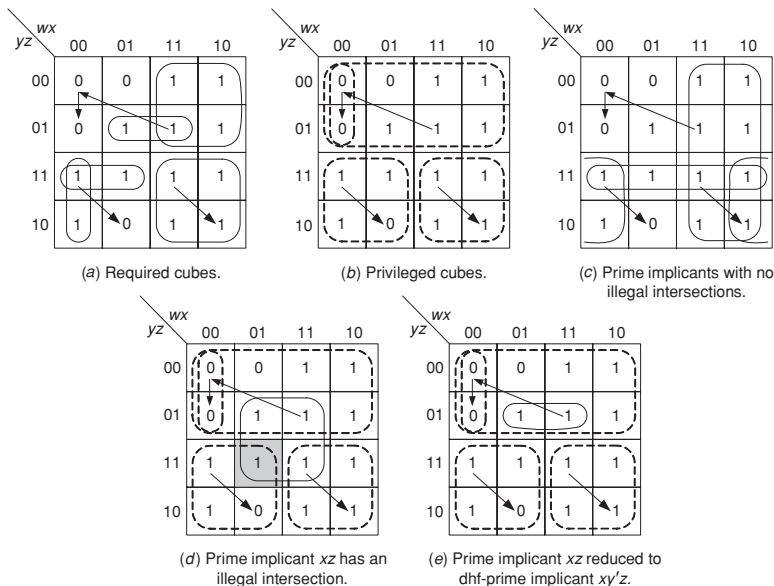 wx wx wx
yz 00 01 11 10 yz 00 01 11 10 yz 00 01 11 10
00 0 0 1 1 00 0 0 1 1 00 0 0 1 1
01 0 1 1 1 01 0 1 1 1 01 0 1 1 1
11 1 1 1 1 11 1 1 1 1 11 1 1 1 1
10 1 0 1 1 10 1 0 1 1 10 1 0 1 1
(a) Required cubes. (b) Privileged cubes. (c) Prime implicants with no
illegal intersections.
wx wx
yz 00 01 11 10 yz 00 01 11 10
00 0 0 1 1 00 0 0 1 1
01 0 1 1 1 01 0 1 1 1
11 1 1 1 1 11 1 1 1 1
10 1 0 1 1 10 1 0 1 1
(d) Prime implicant xz has an (e) Prime implicant xz reduced to
illegal intersection. dhf-prime implicant xy'z.